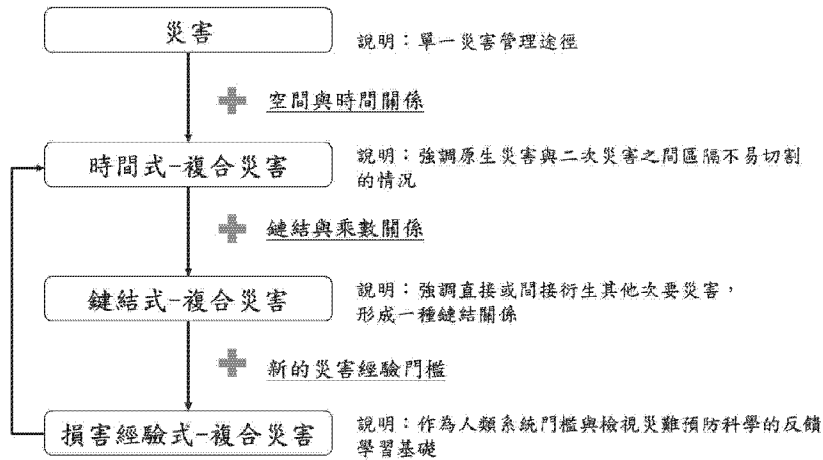 災害
說明：單一災害管理途徑
空間與時間關係
時間式-複合災害
說明：強調原生災害與二次災害之間區隔不易切割
的情況
鏈結與乘數關係
鏈結式-複合災害
說明：強調直接或間接衍生其他次要災害，
形成一種鏈結關係
新的災害經驗門檻
損害經驗式-複合災害
說明：作為人類系統門檻與檢視災難預防科學的反饋
學習基礎